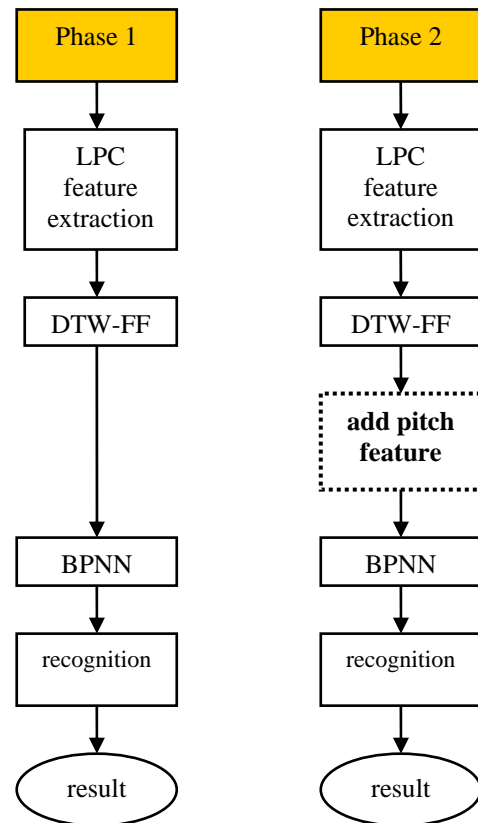 Phase 1
LPC
feature
extraction
DTW-FF
BPNN
recognition
result
Phase 2
LPC
feature
extraction
DTW-FF
add pitch
feature
BPNN
recognition
result